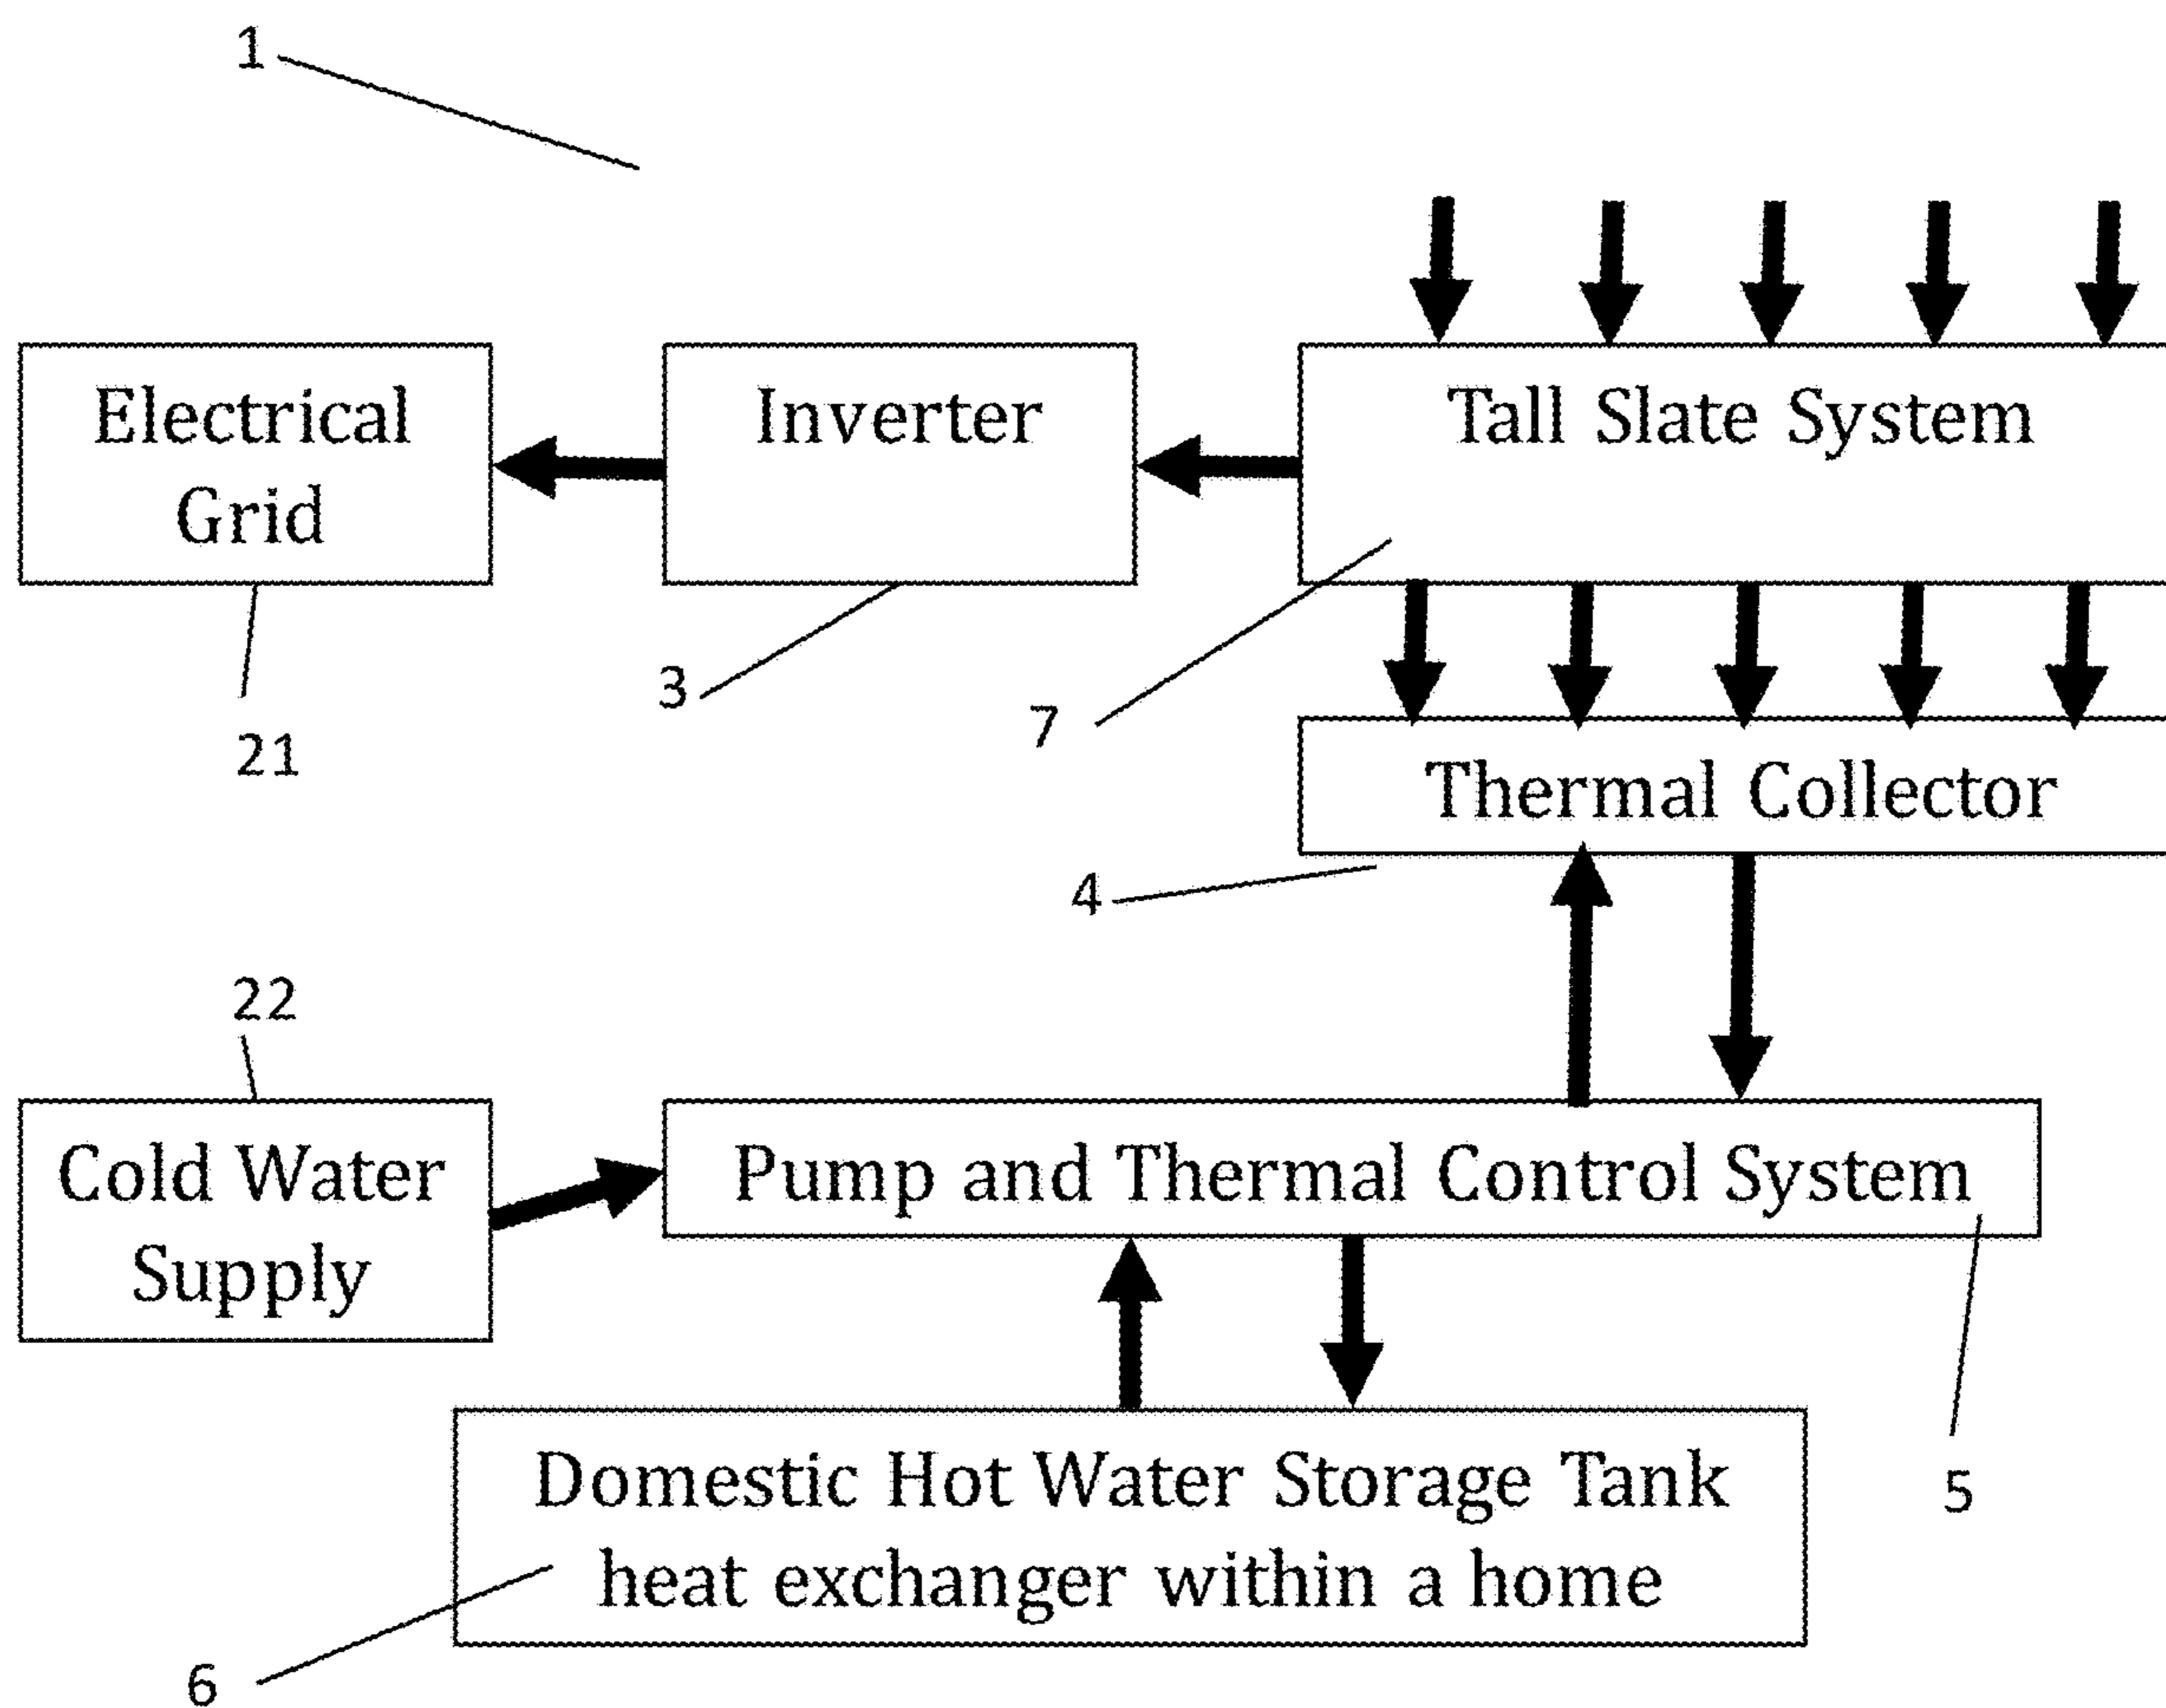 1
Electrical
Grid
Inverter
Tall Slate System
3
7
21
Thermal Collector
4
22
Cold Water
Supply
Pump and Thermal Control System
Domestic Hot Water Storage Tank
heat exchanger within a home
5
6